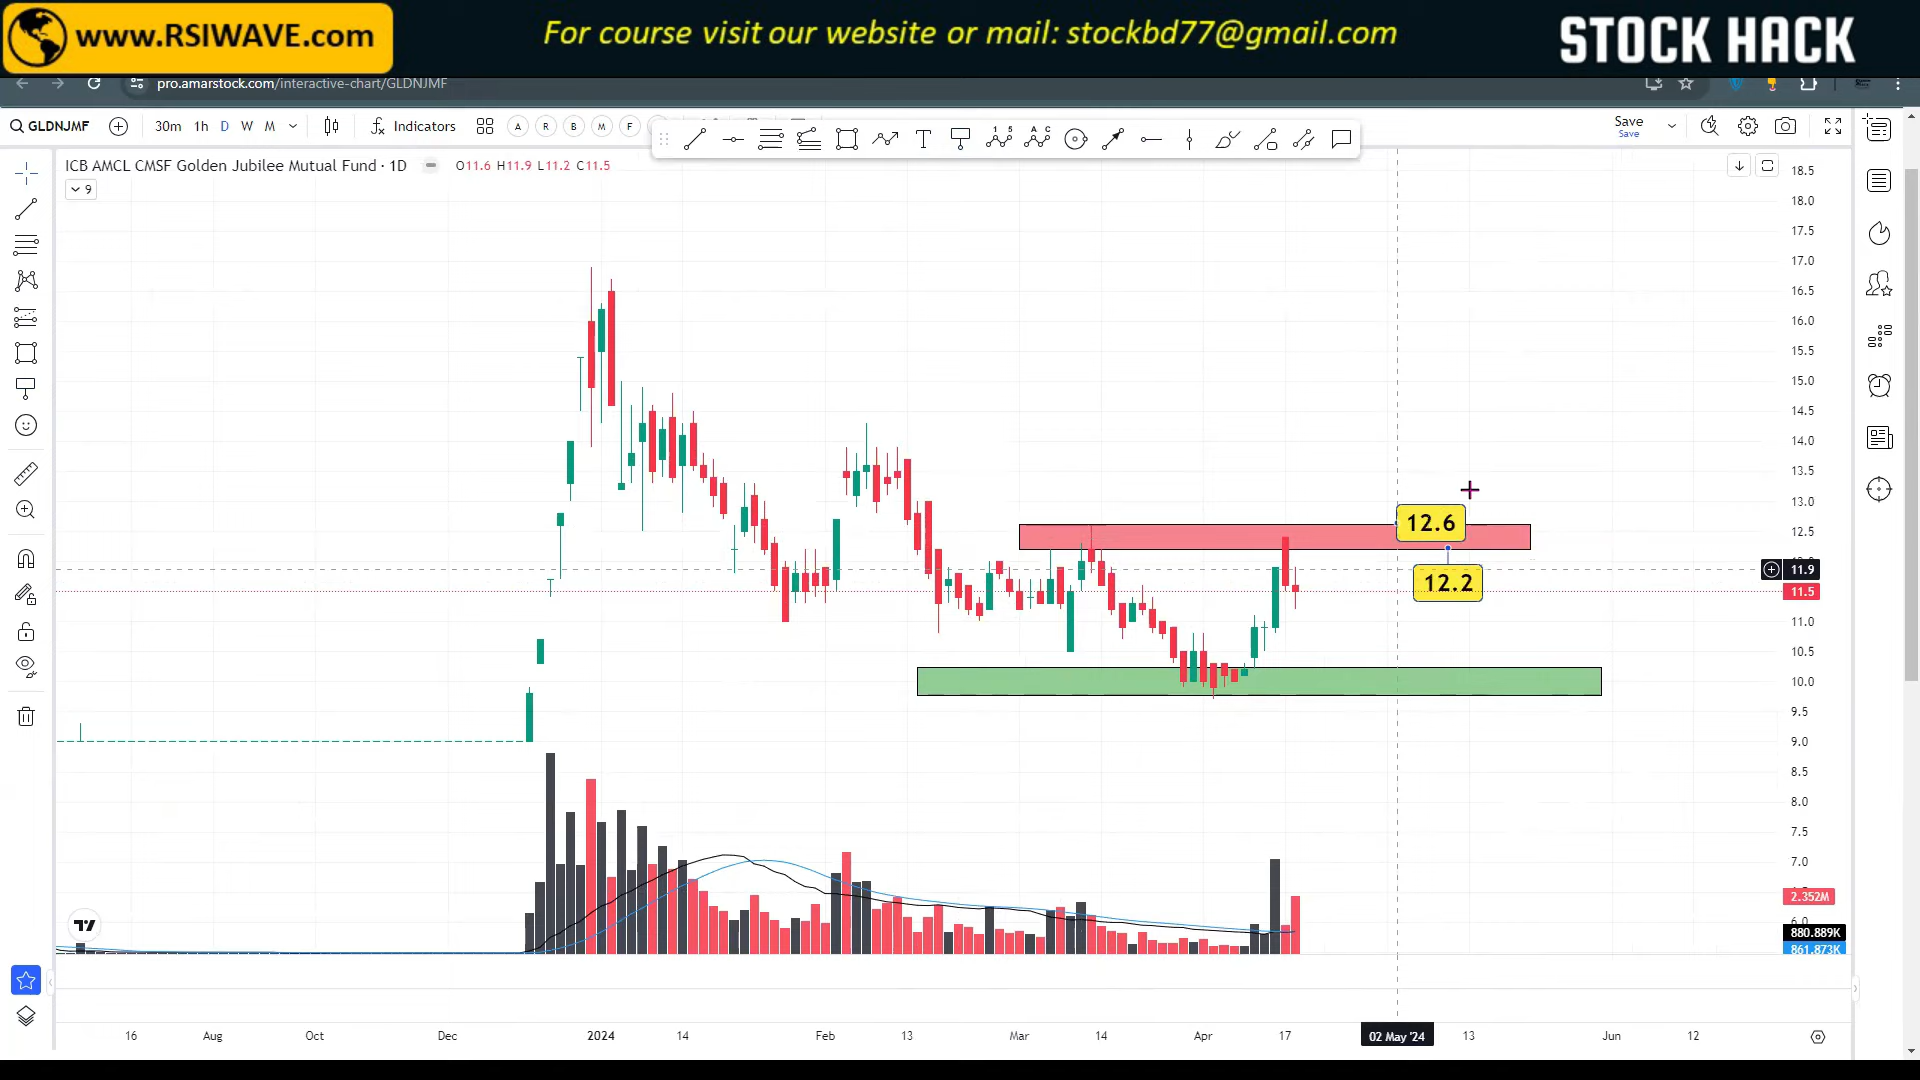 www.RSIWAVE.com
For course visit our website or mail: stockbd77@gmail.com
STOCK HACK
pro.amarstock.com/interactive-chart/GLDNJMF
GLDNJMF 30m 1h D W M Indicators A R B M F
T
Save
Save
ICB AMCL CMSF Golden Jubilee Mutual Fund · 1D O11.6 H11.9 L11.2 C11.5
9
18.5
18.0
17.5
17.0
16.5
16.0
15.5
15.0
14.5
14.0
13.5
13.0
12.6
12.5
11.9
12.2
11.5
11.0
10.5
10.0
9.5
9.0
8.5
8.0
7.5
7.0
2.352M
6.0
880.889K
861.873K
16 Aug Oct Dec 2024 14 Feb 13 Mar 14 Apr 17 02 May '24 13 Jun 12